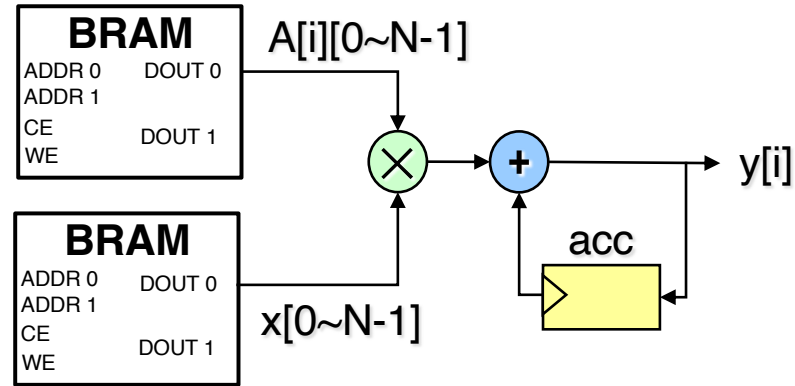 BRAM
ADDR 0 DOUT 0
ADDR 1
CE DOUT 1
WE
A[i][0~N-1]
×
+
y[i]
acc
BRAM
ADDR 0 DOUT 0
ADDR 1
CE
WE DOUT 1
x[0~N-1]